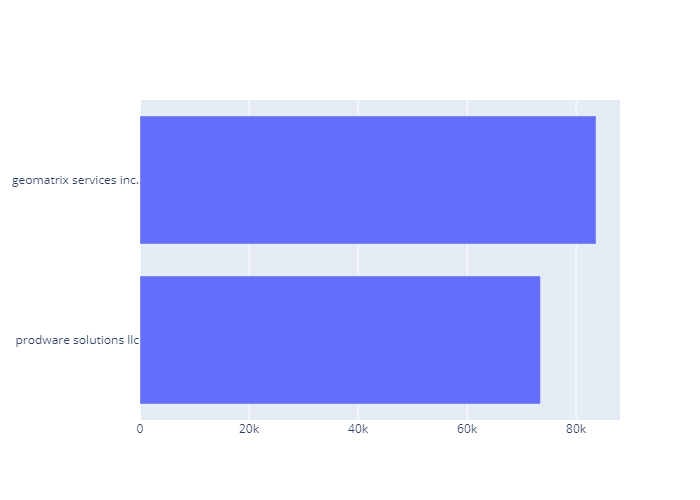 geomatrix services inc.
prodware solutions llc
0 20k 40k 60k 80k